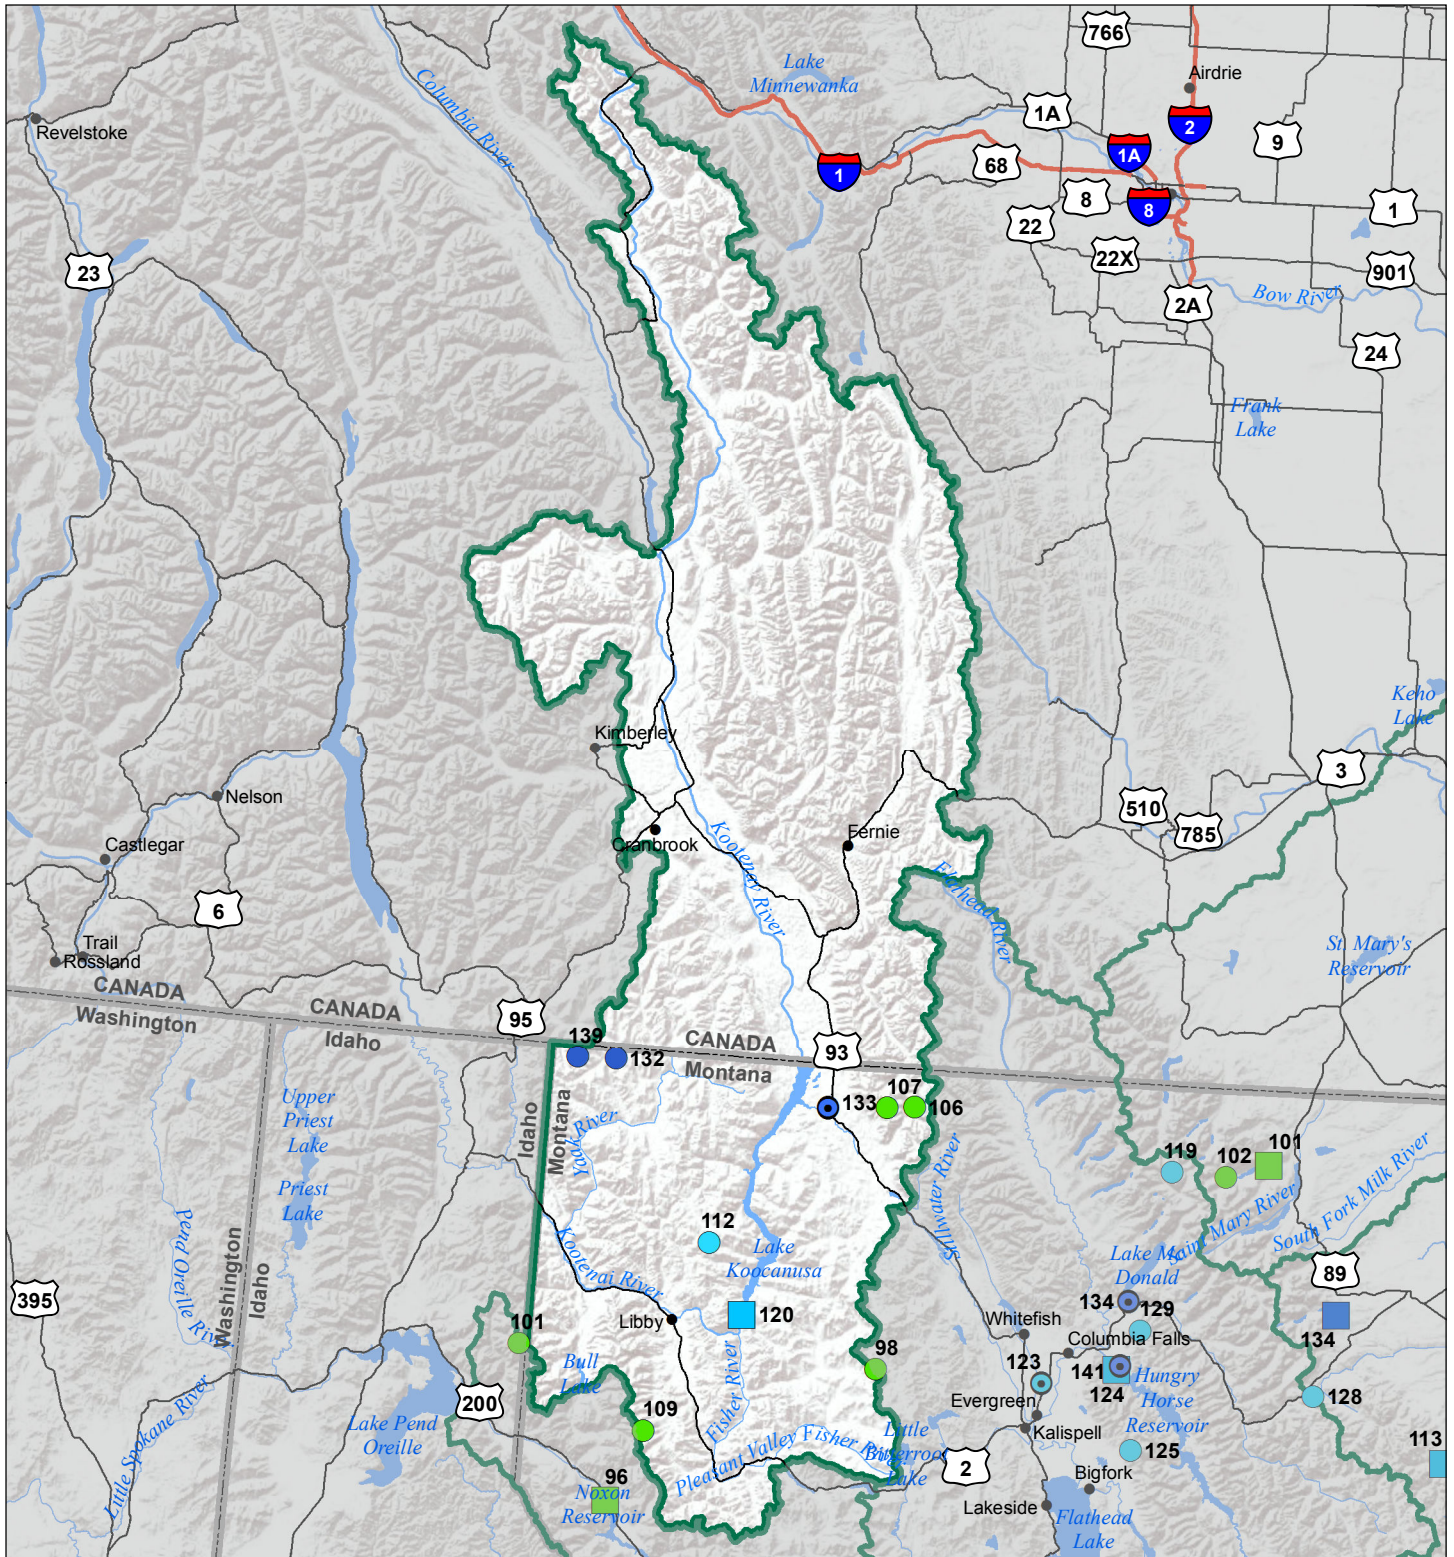 766
Lake
Minnewanka
Airdrie
Columbia River
1A
2
9
Revelstoke
1A
68
1
8
8
1
22
22X
901
23
2A
Bow River
24
Frank
Lake
Keho
Lake
Kimberley
3
Nelson
510
785
Kootenay River
Fernie
Cranbrook
Castlegar
Flathead River
6
Trail
Rossland
St. Mary's
Reservoir
CANADA
Washington
CANADA
Idaho
95
139
132
CANADA
Montana
93
107
133
106
Upper
Priest
Lake
Idaho
Montana
Yaak River
Stillwater River
119
102
101
Saint Mary River
South Fork Milk River
Priest
Lake
Pend Oreille River
Washington
Idaho
112
Lake
Koocanusa
Kootenai River
Lake Mc
Donald
89
395
134
129
120
Libby
Whitefish
Columbia Falls
134
101
98
123
141
124
Hungry
Horse
Reservoir
Bull
Lake
Fisher River
128
200
Evergreen
Lake Pend
Oreille
109
Little
Bitterroot
Lake
Kalispell
Pleasant Valley Fisher River
125
113
Little Spokane River
2
Bigfork
96
Noxon
Reservoir
Lakeside
Flathead
Lake